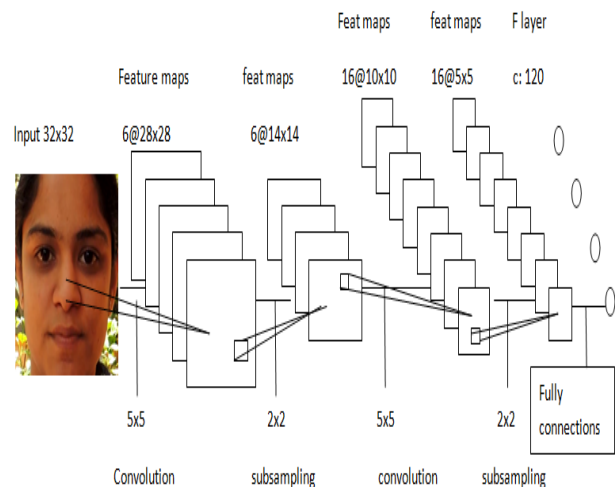 Feat maps
feat maps
F layer
Feature maps
feat maps
16@10x10
16@5x5
c: 120
Input 32x32
6@28x28
6@14x14
5x5
2x2
5x5
2x2
Fully
connections
Convolution
subsampling
convolution
subsampling